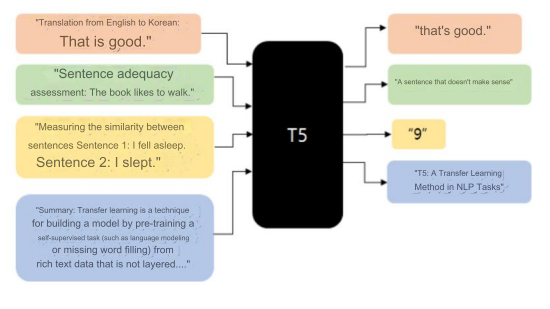 "Translation from English to Korean:
That is good."
"Sentence adequacy
assessment: The book likes to walk."
"Measuring the similarity between
sentences Sentence 1: I fell asleep.
Sentence 2: I slept."
"Summary: Transfer learning is a technique
for building a model by pre-training a
self-supervised task (such as language modeling
or missing word filling) from
rich text data that is not layered...."
T5
"that's good."
"A sentence that doesn't make sense"
"9"
"T5: A Transfer Learning
Method in NLP Tasks"